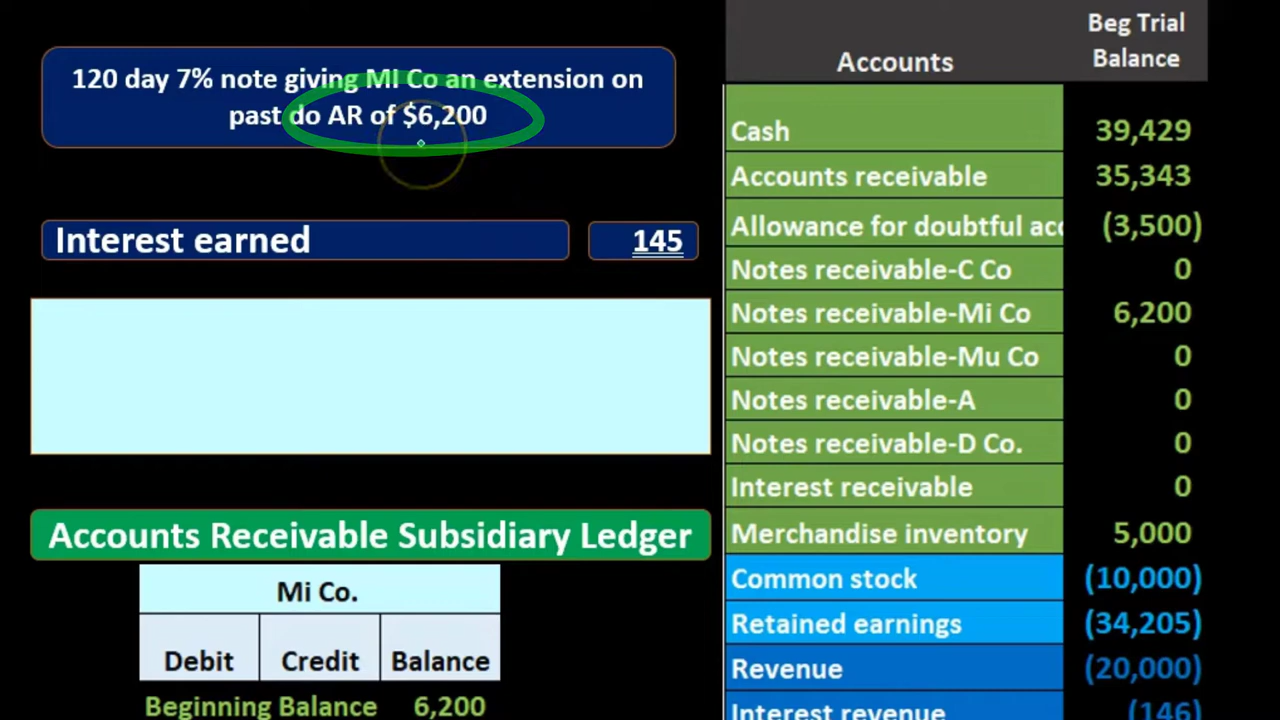 120 day 7% note giving MI Co an extension on
past do AR of $6,200
Interest earned 145
Accounts Receivable Subsidiary Ledger
Mi Co.
Debit Credit Balance
Beginning Balance 6,200
Accounts Beg Trial Balance
Cash 39,429
Accounts receivable 35,343
Allowance for doubtful acc (3,500)
Notes receivable-C Co 0
Notes receivable-Mi Co 6,200
Notes receivable-Mu Co 0
Notes receivable-A 0
Notes receivable-D Co. 0
Interest receivable 0
Merchandise inventory 5,000
Common stock (10,000)
Retained earnings (34,205)
Revenue (20,000)
Interest revenue (146)